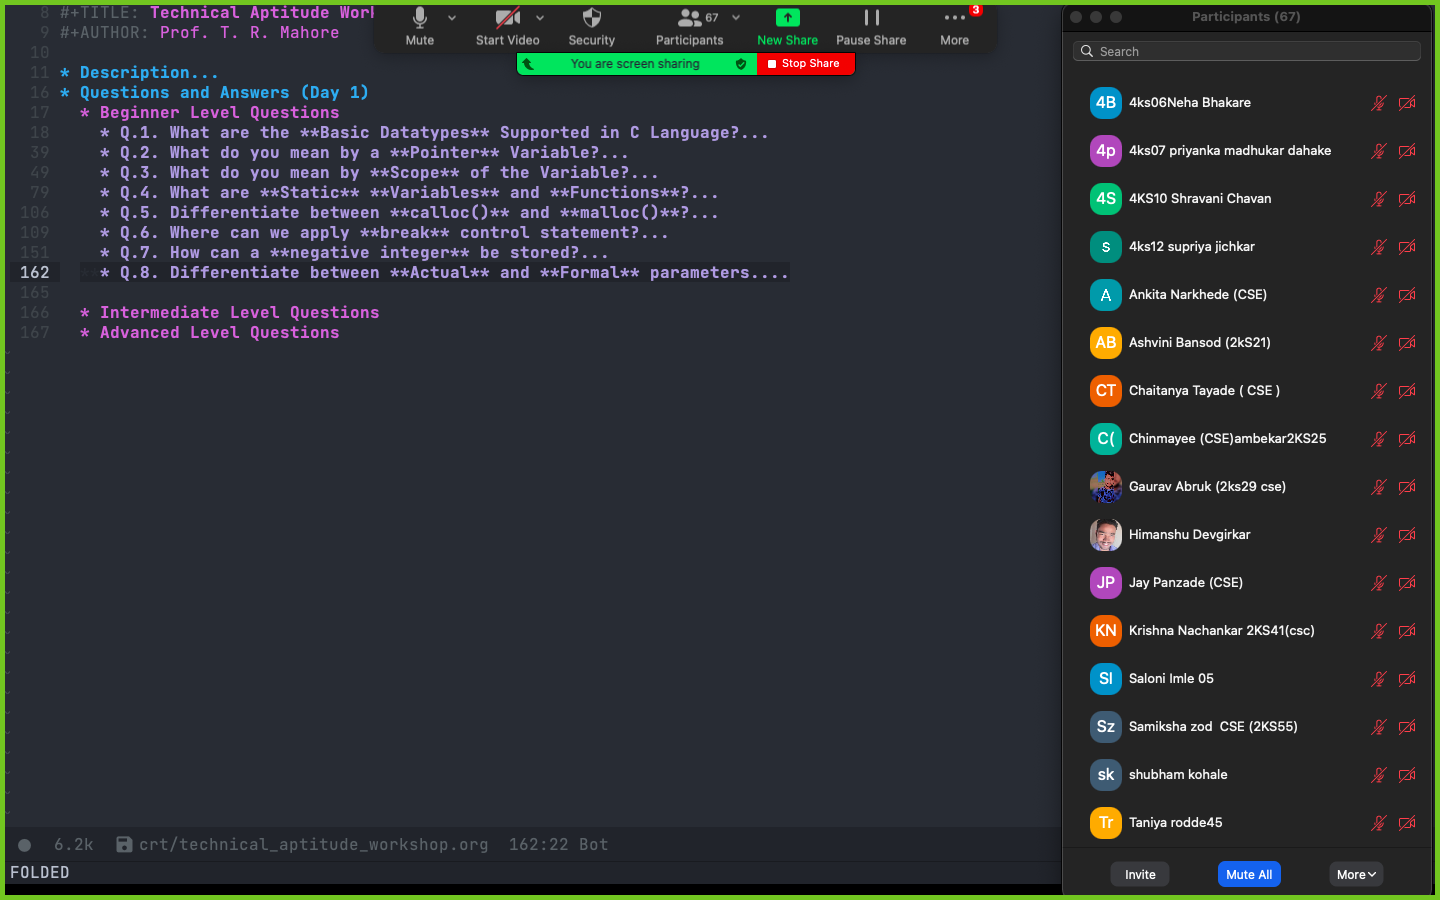 8 #+TITLE: Technical Aptitude Work
9 #+AUTHOR: Prof. T. R. Mahore
10
11 * Description...
16 * Questions and Answers (Day 1)
17 * Beginner Level Questions
18 * Q.1. What are the **Basic Datatypes** Supported in C Language?...
39 * Q.2. What do you mean by a **Pointer** Variable?...
49 * Q.3. What do you mean by **Scope** of the Variable?...
79 * Q.4. What are **Static** **Variables** and **Functions**?...
106 * Q.5. Differentiate between **calloc()** and **malloc()**?...
109 * Q.6. Where can we apply **break** control statement?...
151 * Q.7. How can a **negative integer** be stored?...
162 * Q.8. Differentiate between **Actual** and **Formal** parameters....
165
166 * Intermediate Level Questions
167 * Advanced Level Questions
6.2k crt/technical_aptitude_workshop.org 162:22 Bot
FOLDED
67 3
Mute Start Video Security Participants New Share Pause Share More
You are screen sharing Stop Share
Participants (67)
Search
4B 4ks06Neha Bhakare
4p 4ks07 priyanka madhukar dahake
4S 4KS10 Shravani Chavan
s 4ks12 supriya jichkar
A Ankita Narkhede (CSE)
AB Ashvini Bansod (2kS21)
CT Chaitanya Tayade ( CSE )
C( Chinmayee (CSE)ambekar2KS25
Gaurav Abruk (2ks29 cse)
Himanshu Devgirkar
JP Jay Panzade (CSE)
KN Krishna Nachankar 2KS41(csc)
SI Saloni Imle 05
Sz Samiksha zod CSE (2KS55)
sk shubham kohale
Tr Taniya rodde45
Invite Mute All More